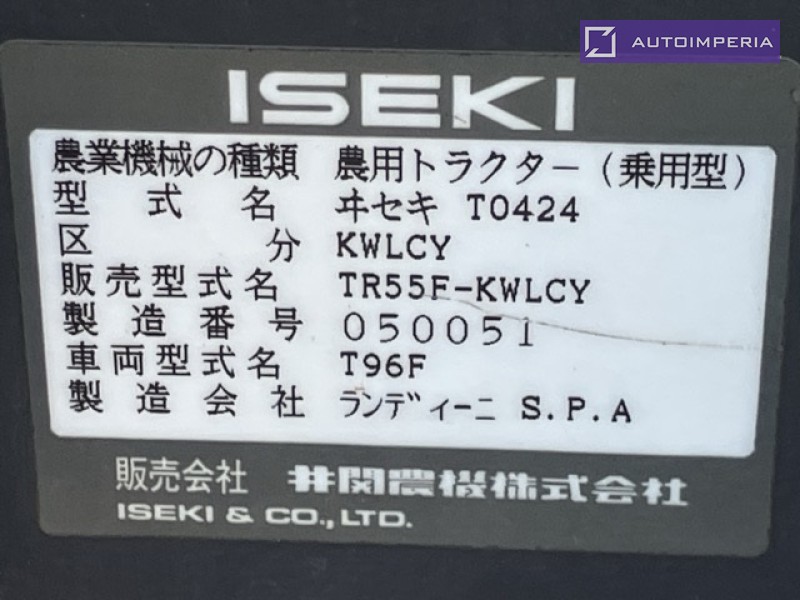 AUTOIMPERIA
ISEKI
農業機械の種類 農用トラクター(乗用型)
型式名 ヰセキ T0424
区分 KWLCY
販売型式名 TR55F-KWLCY
製造番号 050051
車両型式名 T96F
製造会社 ランディーニ S.P.A
販売会社 井関農機株式会社
ISEKI & CO., LTD.